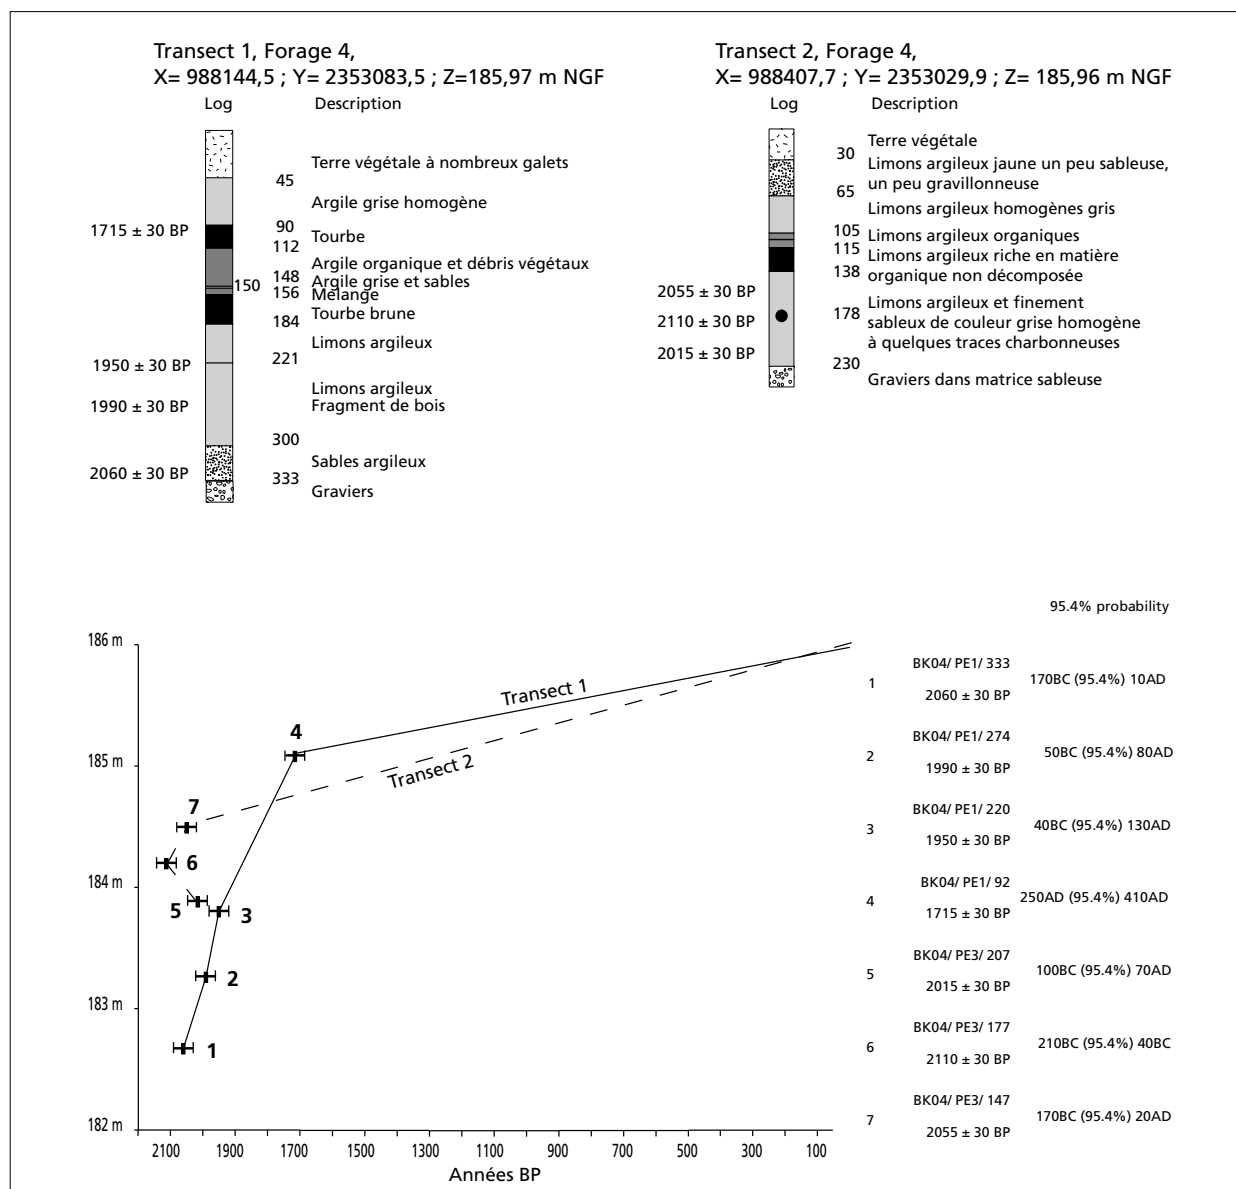 Transect 1, Forage 4,
X= 988144,5 ; Y= 2353083,5 ; Z=185,97 m NGF
Log Description
Terre végétale à nombreux galets
45
Argile grise homogène
1715 ± 30 BP
90
Tourbe
112
Argile organique et débris végétaux
148
Argile grise et sables
150
156
Mélange
Tourbe brune
184
Limons argileux
221
1950 ± 30 BP
Limons argileux
1990 ± 30 BP
Fragment de bois
300
Sables argileux
2060 ± 30 BP
333
Graviers
Transect 2, Forage 4,
X= 988407,7 ; Y= 2353029,9 ; Z= 185,96 m NGF
Log Description
Terre végétale
30
Limons argileux jaune un peu sableuse,
un peu gravillonneuse
65
Limons argileux homogènes gris
105
Limons argileux organiques
115
Limons argileux riche en matière
organique non décomposée
138
2055 ± 30 BP
178
Limons argileux et finement
sableux de couleur grise homogène
à quelques traces charbonneuses
2110 ± 30 BP
2015 ± 30 BP
230
Graviers dans matrice sableuse
186 m
185 m
184 m
183 m
182 m
Transect 1
Transect 2
4
7
6
5
3
2
1
2100 1900 1700 1500 1300 1100 900 700 500 300 100
Années BP
95.4% probability
1 BK04/ PE1/ 333 170BC (95.4%) 10AD
2060 ± 30 BP
2 BK04/ PE1/ 274 50BC (95.4%) 80AD
1990 ± 30 BP
3 BK04/ PE1/ 220 40BC (95.4%) 130AD
1950 ± 30 BP
4 BK04/ PE1/ 92 250AD (95.4%) 410AD
1715 ± 30 BP
5 BK04/ PE3/ 207 100BC (95.4%) 70AD
2015 ± 30 BP
6 BK04/ PE3/ 177 210BC (95.4%) 40BC
2110 ± 30 BP
7 BK04/ PE3/ 147 170BC (95.4%) 20AD
2055 ± 30 BP